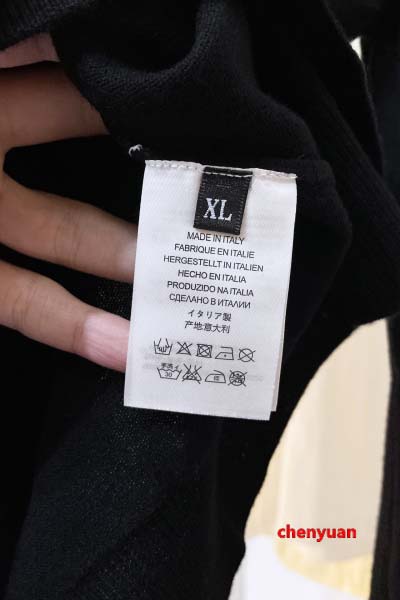 XL
MADE IN ITALY
FABRIQUE EN ITALIE
HERGESTELLT IN ITALIEN
HECHO EN ITALIA
PRODUZIDO NA ITALIA
СДЕЛАНО В ИТАЛИИ
イタリア製
产地:意大利
30
chenyuan